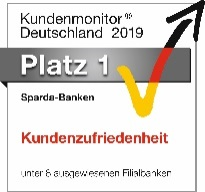 Kundenmonitor®
Deutschland 2019
Platz 1
Sparda-Banken
Kundenzufriedenheit
unter 8 ausgewiesenen Filialbanken